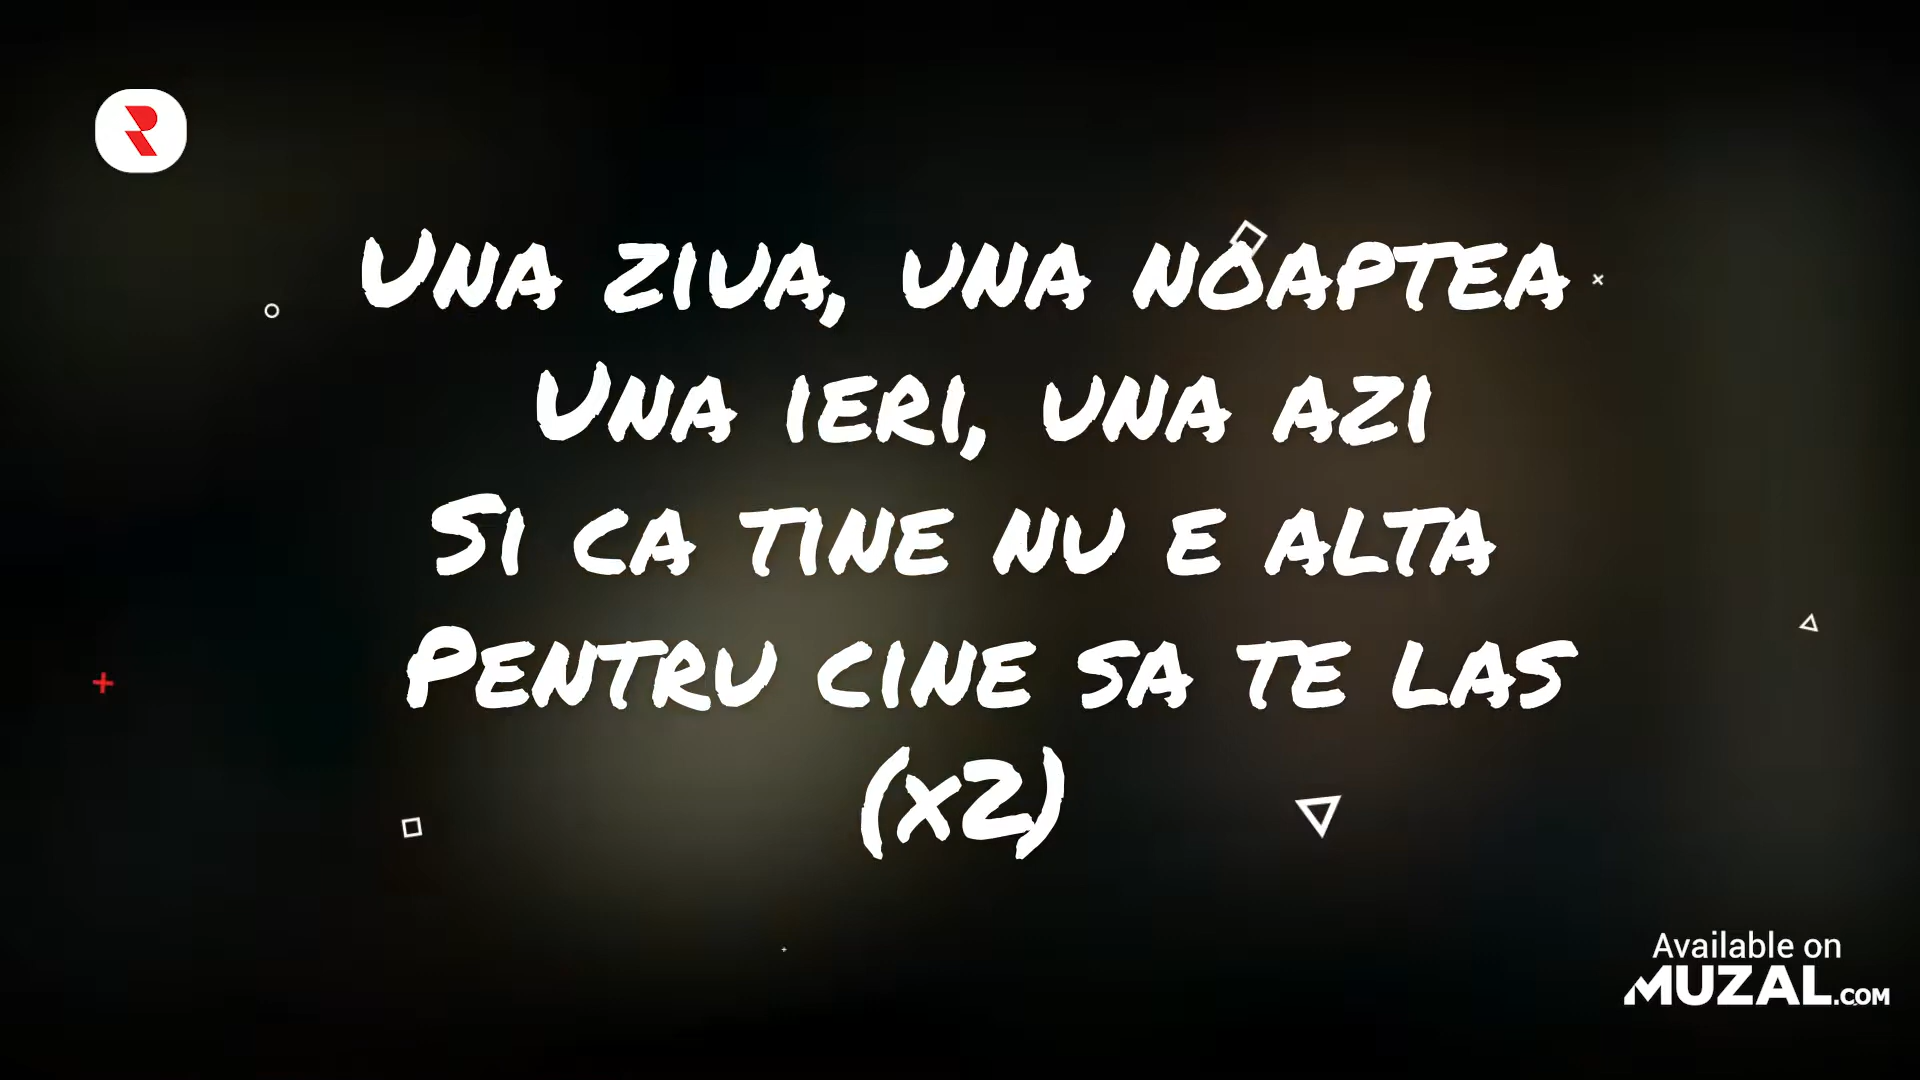 R
Una ziua, una noaptea
Una ieri, una azi
Si ca tine nu e alta
Pentru cine sa te las
(x2)
Available on
MUZAL.COM